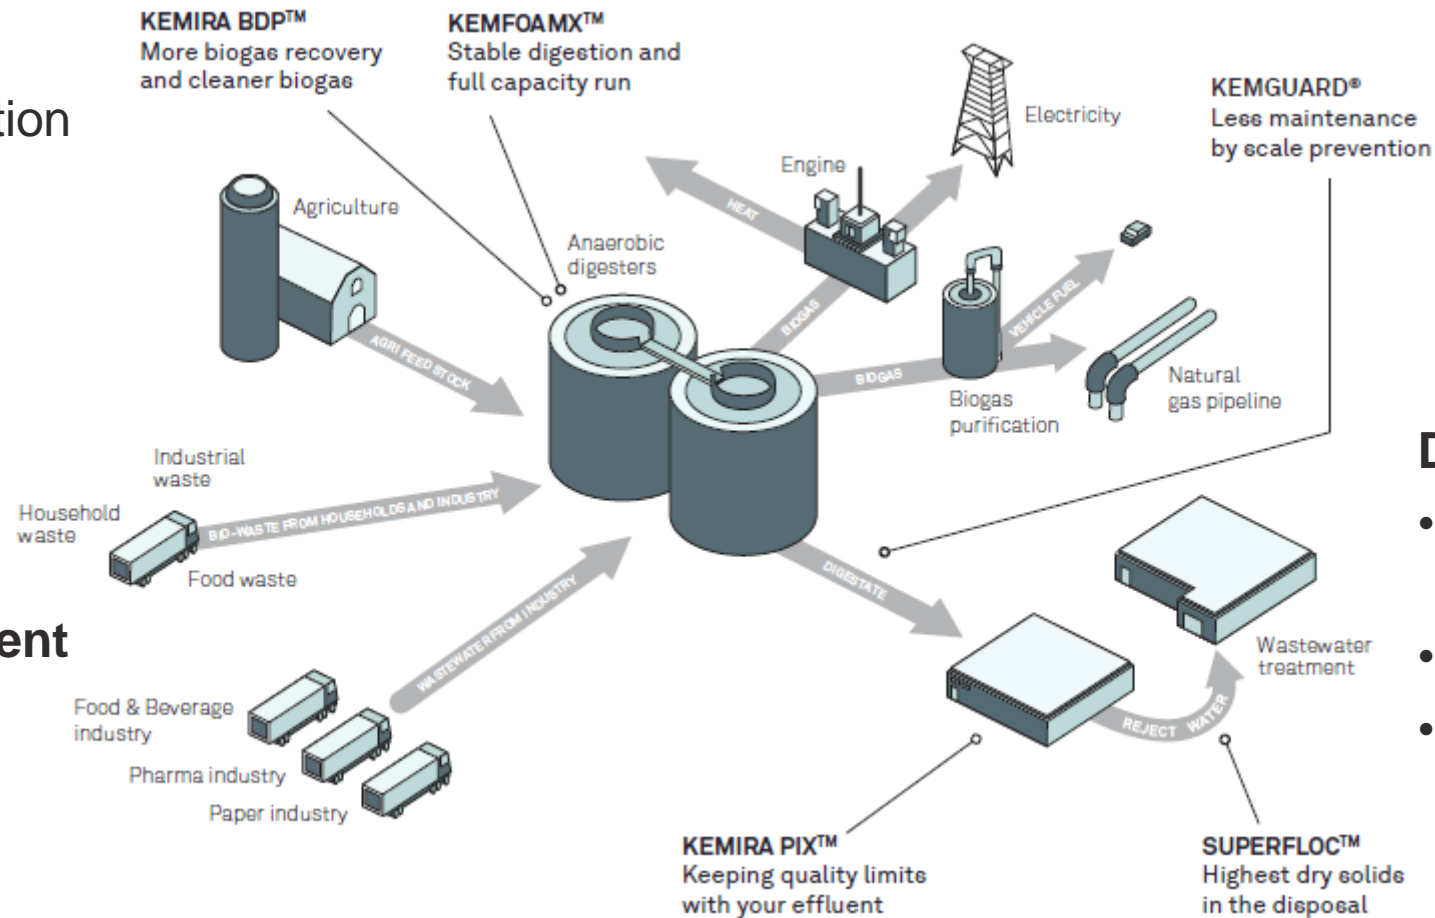 KEMIRA BDP™
More biogas recovery
and cleaner biogas
KEMFOAMX™
Stable digestion and
full capacity run
KEMGUARD®
Less maintenance
by scale prevention
tion
Electricity
Engine
HEAT
Agriculture
Anaerobic
digesters
AGRI FEED STOCK
BIOGAS
VEHICLE FUEL
BIOGAS
Biogas
purification
Natural
gas pipeline
D
•
•
•
Industrial
waste
Household
waste
Food waste
BIO-WASTE FROM HOUSEHOLDS AND INDUSTRY
WASTEWATER FROM INDUSTRY
DIGESTATE
ent
Food & Beverage
industry
Pharma industry
Paper industry
Wastewater
treatment
REJECT WATER
KEMIRA PIX™
Keeping quality limits
with your effluent
SUPERFLOC™
Highest dry solids
in the disposal